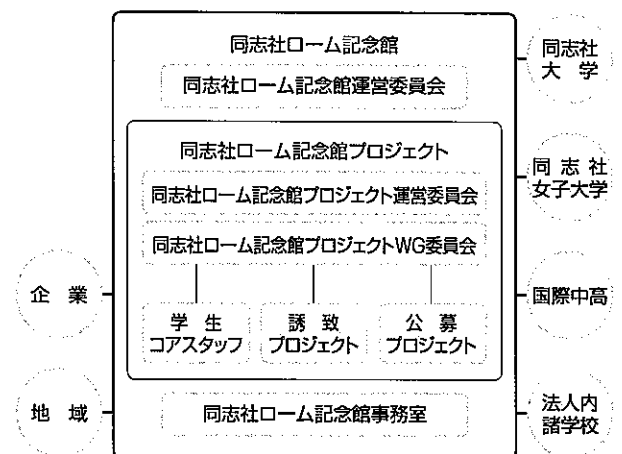 同志社ローム記念館
同志社ローム記念館運営委員会
同志社ローム記念館プロジェクト
同志社ローム記念館プロジェクト運営委員会
同志社ローム記念館プロジェクトWG委員会
学生
コアスタッフ
誘致
プロジェクト
公募
プロジェクト
同志社ローム記念館事務室
企業
地域
同志社
大学
同志社
女子大学
国際中高
法人内
諸学校